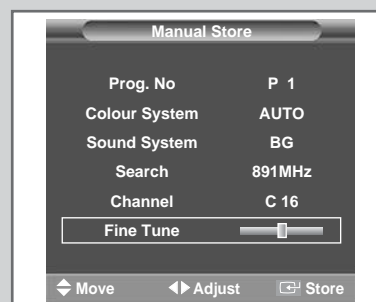 Manual Store
Prog. No P 1
Colour System AUTO
Sound System BG
Search 891MHz
Channel C 16
Fine Tune
Move Adjust Store